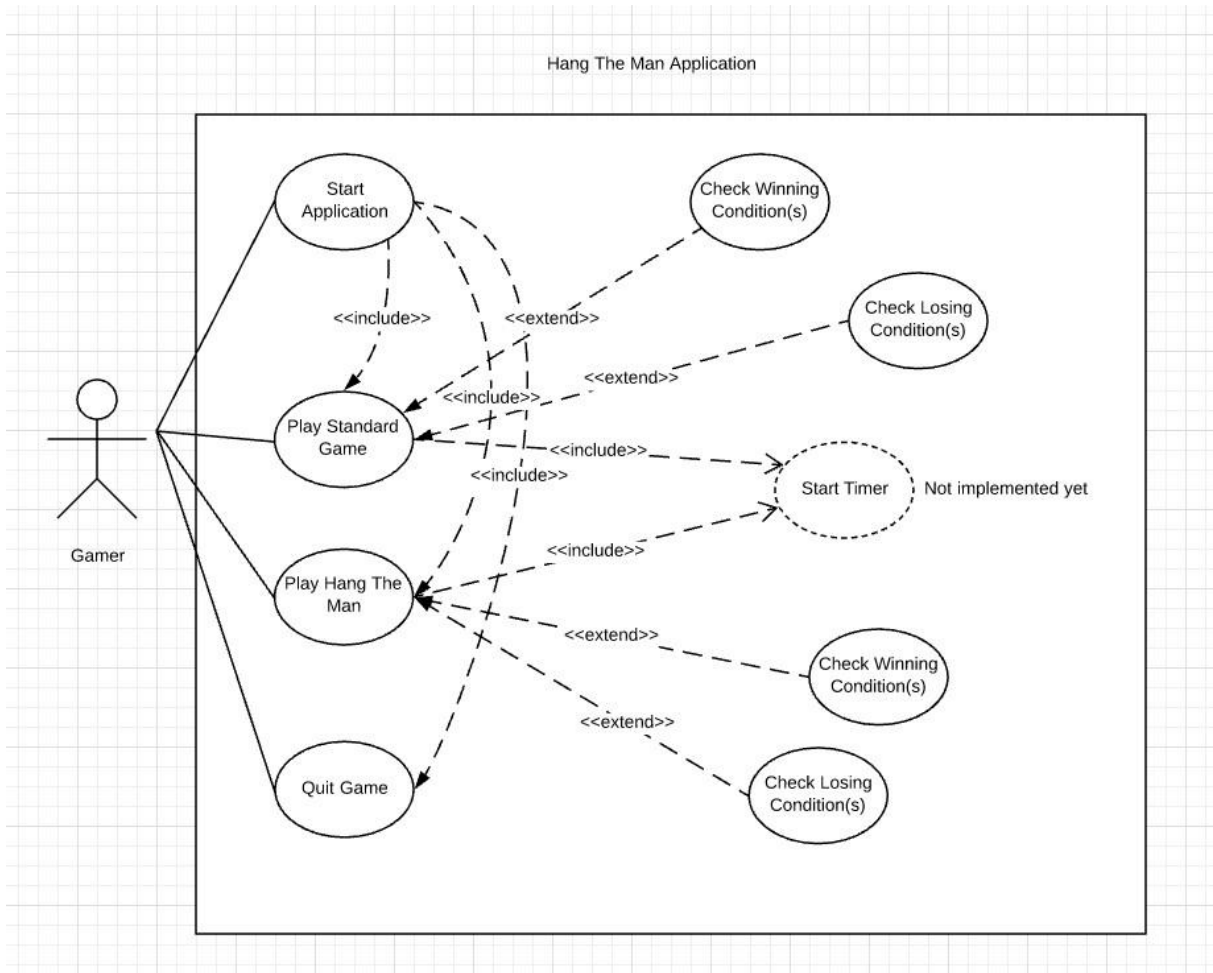 Hang The Man Application
Start
Application
Check Winning
Condition(s)
Check Losing
Condition(s)
<<include>>
<<extend>>
<<extend>>
<<include>>
Play Standard
Game
<<include>>
<<include>>
Start Timer
Not implemented yet
Gamer
<<include>>
Play Hang The
Man
<<extend>>
Check Winning
Condition(s)
<<extend>>
Quit Game
Check Losing
Condition(s)